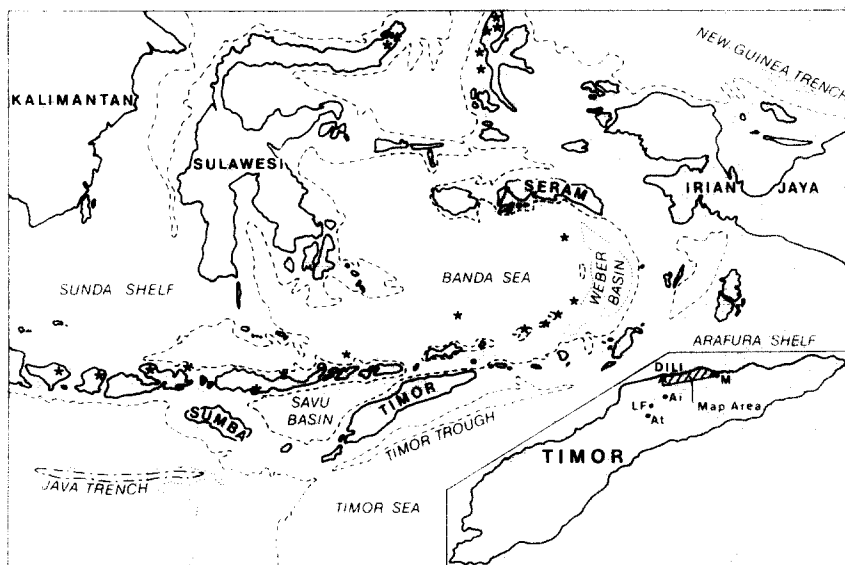 NEW GUINEA TRENCH
KALIMANTAN
SULAWESI
SERAM
IRIAN JAYA
BANDA SEA
WEBER
BASIN
SUNDA SHELF
ARAFURA SHELF
D
DILI
M
Ai
LF
Map Area
At
SAVU
BASIN
TIMOR
SUMBA
TIMOR TROUGH
TIMOR
JAVA TRENCH
TIMOR SEA